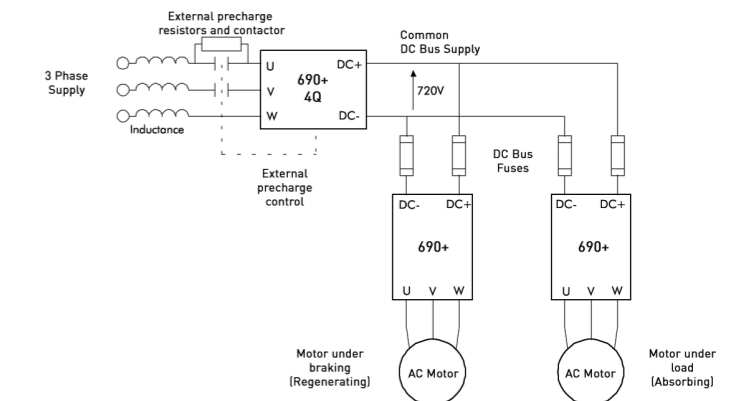 External precharge
resistors and contactor
Common
DC Bus Supply
3 Phase
Supply
U
V
W
690+
4Q
DC+
DC-
720V
Inductance
External
precharge
control
DC Bus
Fuses
DC-
DC+
690+
U
V
W
DC-
DC+
690+
U
V
W
Motor under
braking
(Regenerating)
AC Motor
AC Motor
Motor under
load
(Absorbing)